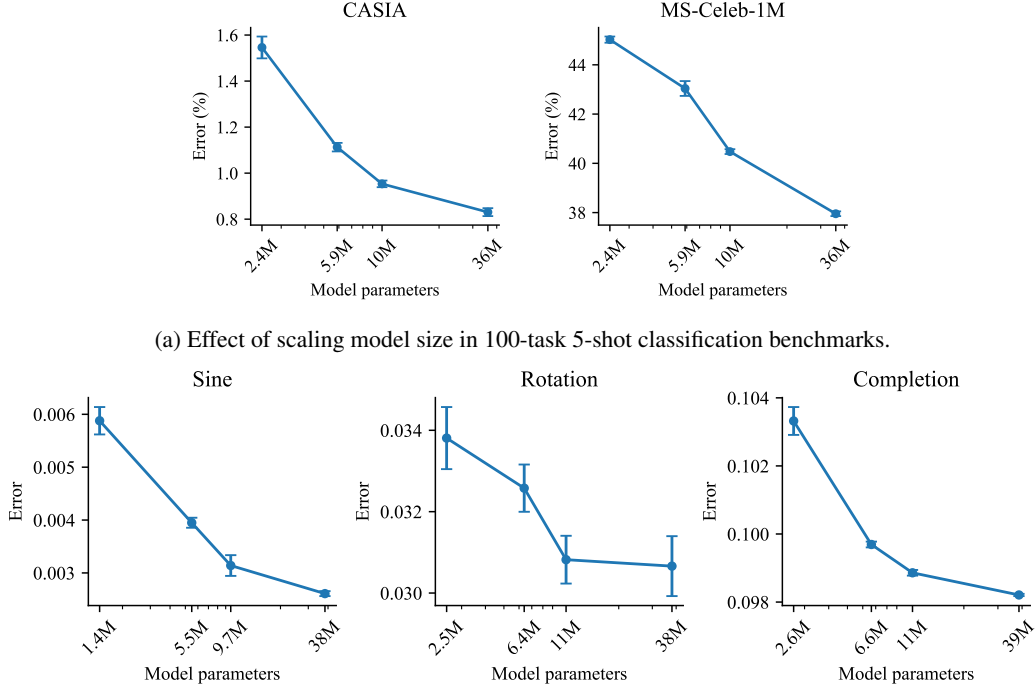 CASIA
MS-Celeb-1M
Error (%)
1.6
1.4
1.2
1.0
0.8
2.4M
5.9M
10M
36M
Model parameters
Error (%)
44
42
40
38
2.4M
5.9M
10M
36M
Model parameters
(a) Effect of scaling model size in 100-task 5-shot classification benchmarks.
Sine
Rotation
Completion
Error
0.006
0.005
0.004
0.003
1.4M
5.5M
9.7M
38M
Model parameters
Error
0.034
0.032
0.030
2.5M
6.4M
11M
38M
Model parameters
Error
0.104
0.102
0.100
0.098
2.6M
6.6M
11M
39M
Model parameters